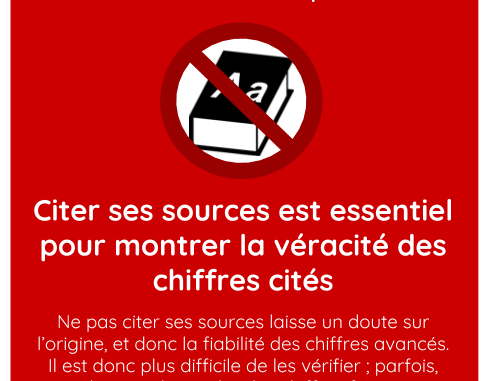 Aa
Citer ses sources est essentiel
pour montrer la véracité des
chiffres cités
Ne pas citer ses sources laisse un doute sur
l'origine, et donc la fiabilité des chiffres avancés.
Il est donc plus difficile de les vérifier ; parfois,